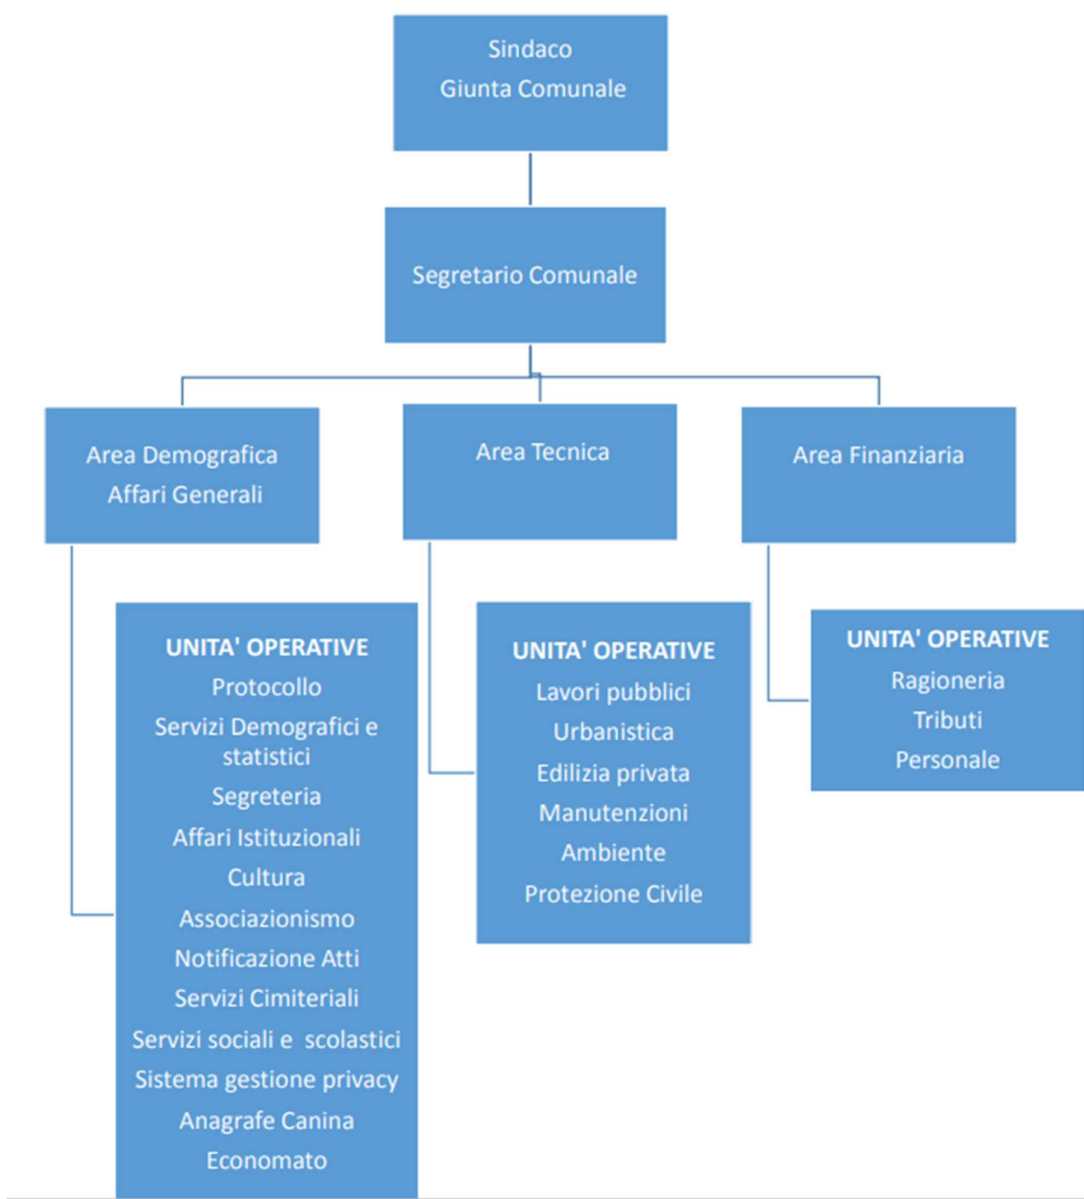 Sindaco
Giunta Comunale
Segretario Comunale
Area Demografica
Affari Generali
Area Tecnica
Area Finanziaria
UNITA' OPERATIVE
Protocollo
Servizi Demografici e
statistici
Segreteria
Affari Istituzionali
Cultura
Associazionismo
Notificazione Atti
Servizi Cimiteriali
Servizi sociali e  scolastici
Sistema gestione privacy
Anagrafe Canina
Economato
UNITA' OPERATIVE
Lavori pubblici
Urbanistica
Edilizia privata
Manutenzioni
Ambiente
Protezione Civile
UNITA' OPERATIVE
Ragioneria
Tributi
Personale